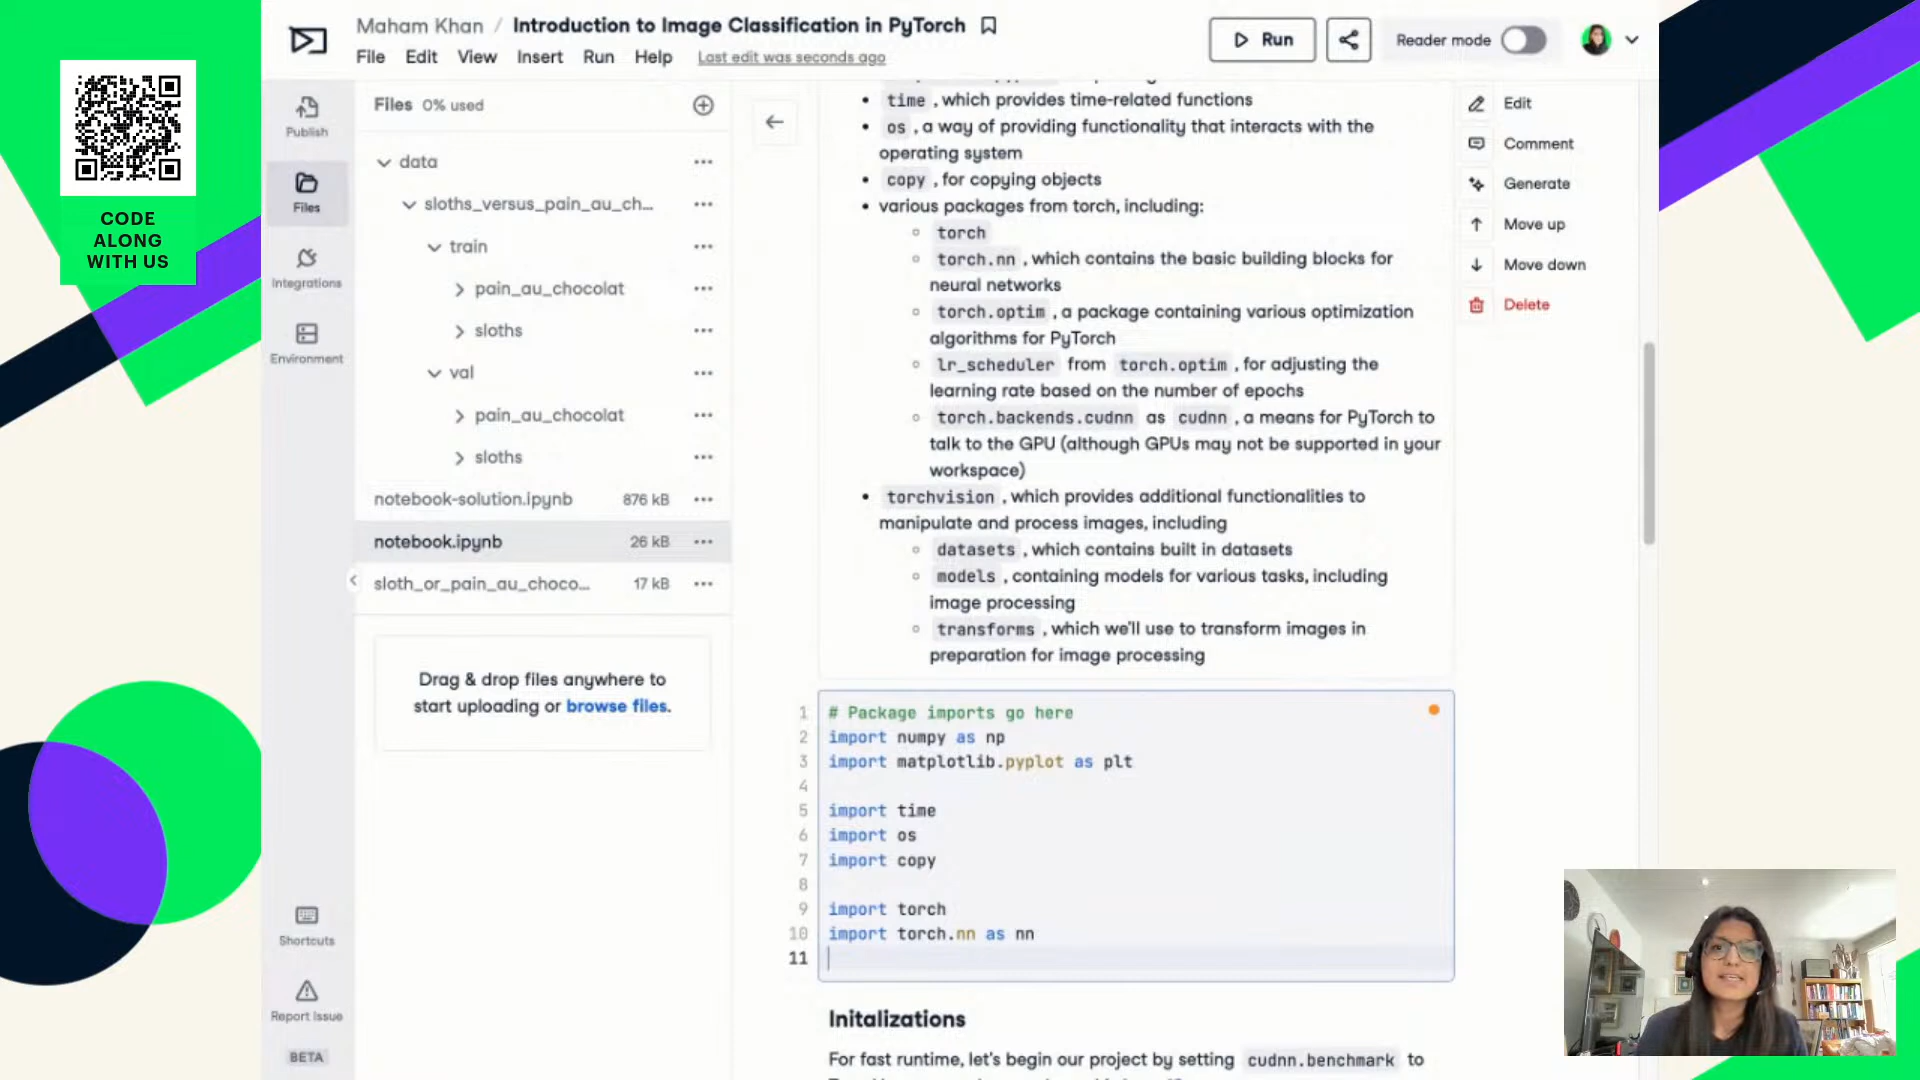 CODE
ALONG
WITH US
Maham Khan / Introduction to Image Classification in PyTorch
File Edit View Insert Run Help Last edit was seconds ago
Run
Reader mode
Publish
Files
Integrations
Environment
Shortcuts
Report Issue
BETA
Files 0% used
data
sloths_versus_pain_au_ch...
train
pain_au_chocolat
sloths
val
pain_au_chocolat
sloths
notebook-solution.ipynb 876 kB
notebook.ipynb 26 kB
sloth_or_pain_au_choco... 17 kB
Drag & drop files anywhere to
start uploading or browse files.
• time , which provides time-related functions
• os , a way of providing functionality that interacts with the
operating system
• copy , for copying objects
• various packages from torch, including:
◦ torch
◦ torch.nn , which contains the basic building blocks for
neural networks
◦ torch.optim , a package containing various optimization
algorithms for PyTorch
◦ lr_scheduler from torch.optim , for adjusting the
learning rate based on the number of epochs
◦ torch.backends.cudnn as cudnn , a means for PyTorch to
talk to the GPU (although GPUs may not be supported in your
workspace)
• torchvision , which provides additional functionalities to
manipulate and process images, including
◦ datasets , which contains built in datasets
◦ models , containing models for various tasks, including
image processing
◦ transforms , which we'll use to transform images in
preparation for image processing
1 # Package imports go here
2 import numpy as np
3 import matplotlib.pyplot as plt
4
5 import time
6 import os
7 import copy
8
9 import torch
10 import torch.nn as nn
11
Initalizations
For fast runtime, let's begin our project by setting cudnn.benchmark to
Edit
Comment
Generate
Move up
Move down
Delete